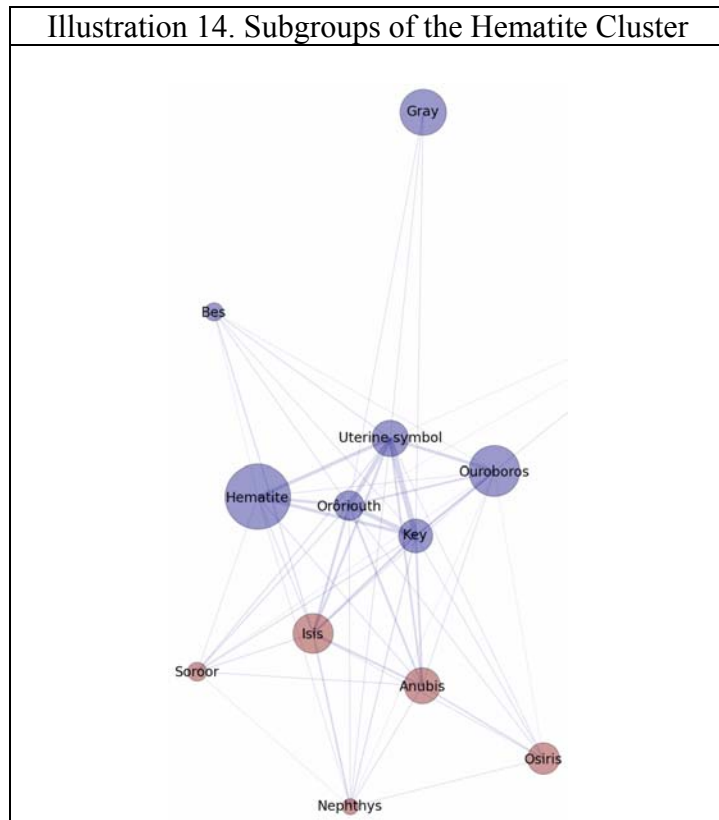 Illustration 14. Subgroups of the Hematite Cluster
Gray
Bes
Uterine symbol
Ouroboros
Hematite
Orôriouth
Key
Isis
Soroor
Anubis
Osiris
Nephthys